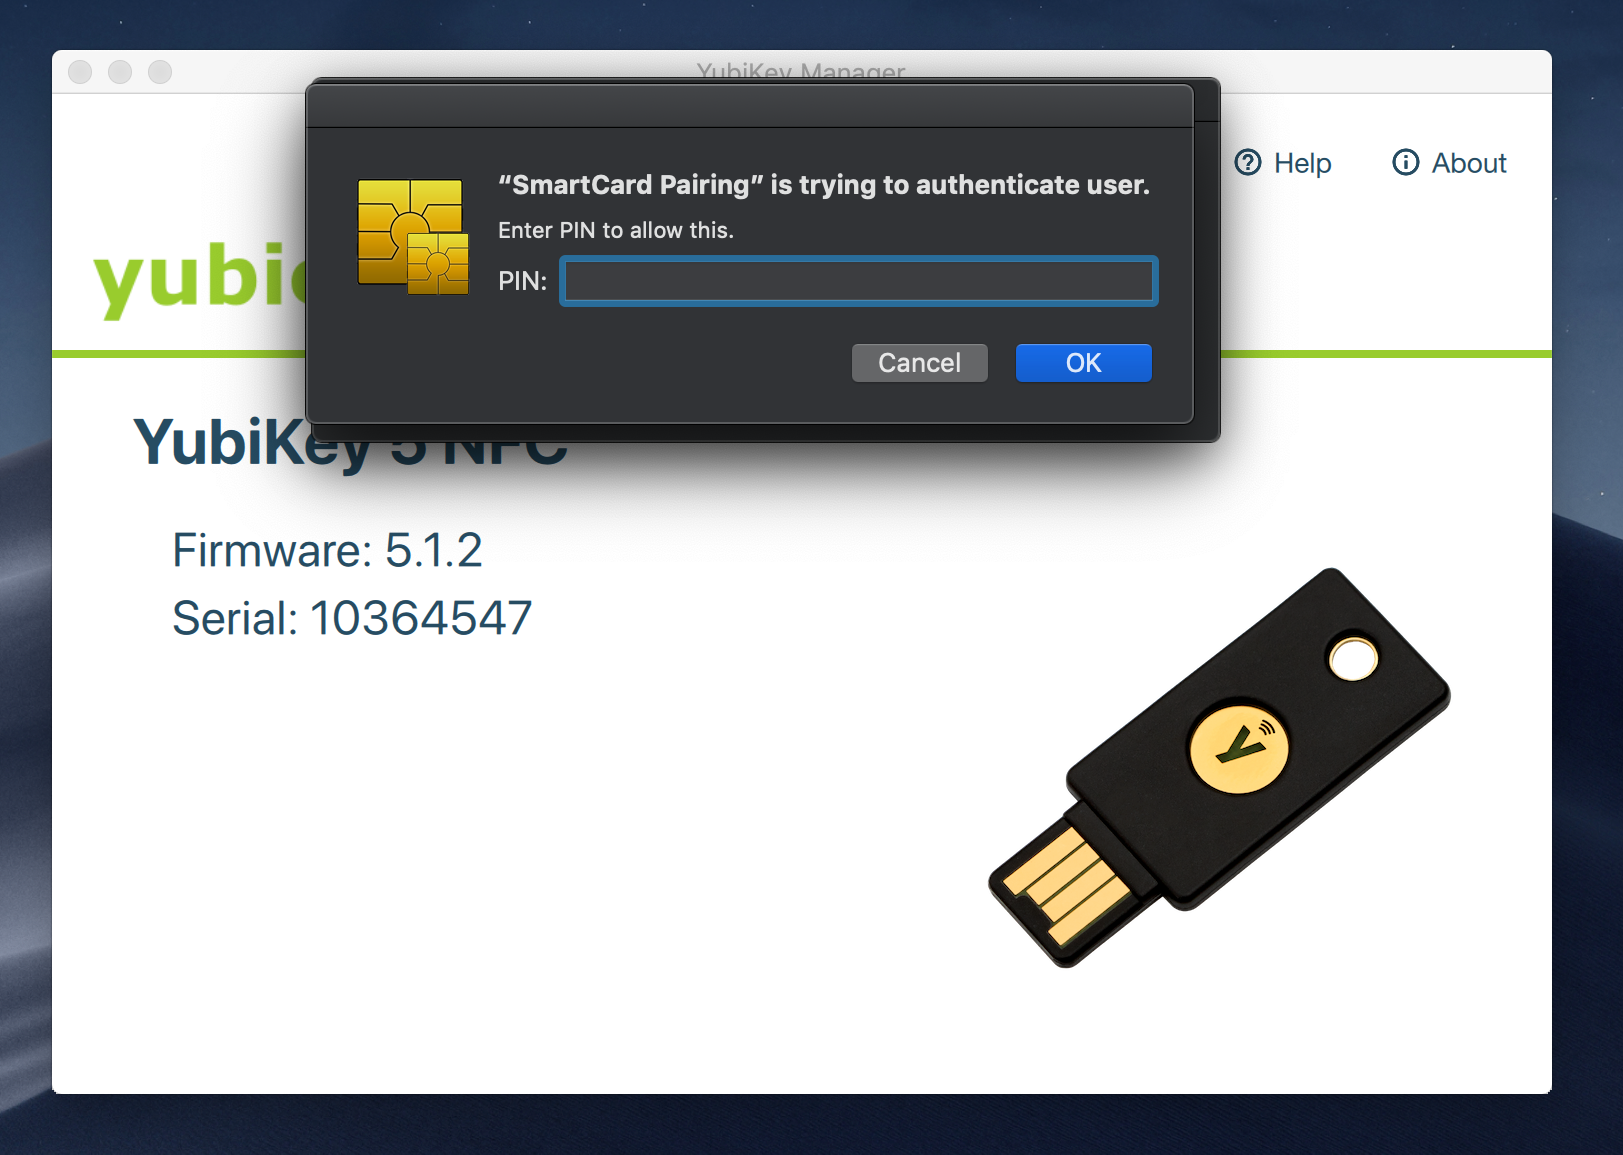 YubiKey Manager
“SmartCard Pairing” is trying to authenticate user.
Enter PIN to allow this.
PIN:
Cancel
OK
Help
About
yubi
YubiKey 5 NFC
Firmware: 5.1.2
Serial: 10364547
y